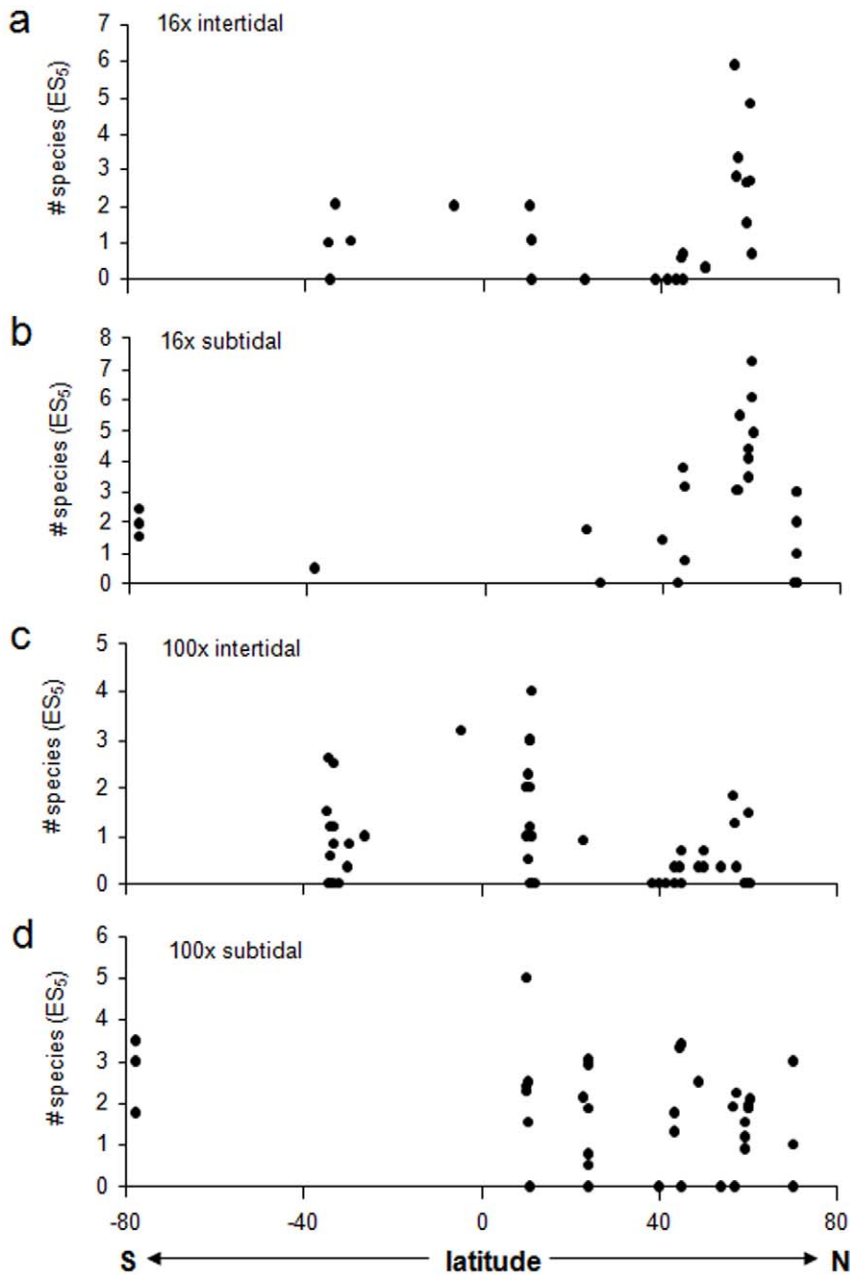 a
16x intertidal
#species (ES5)
7
6
5
4
3
2
1
0
b
16x subtidal
#species (ES5)
8
7
6
5
4
3
2
1
0
c
100x intertidal
#species (ES5)
5
4
3
2
1
0
d
100x subtidal
#species (ES5)
6
5
4
3
2
1
0
-80 -40 0 40 80
S latitude N